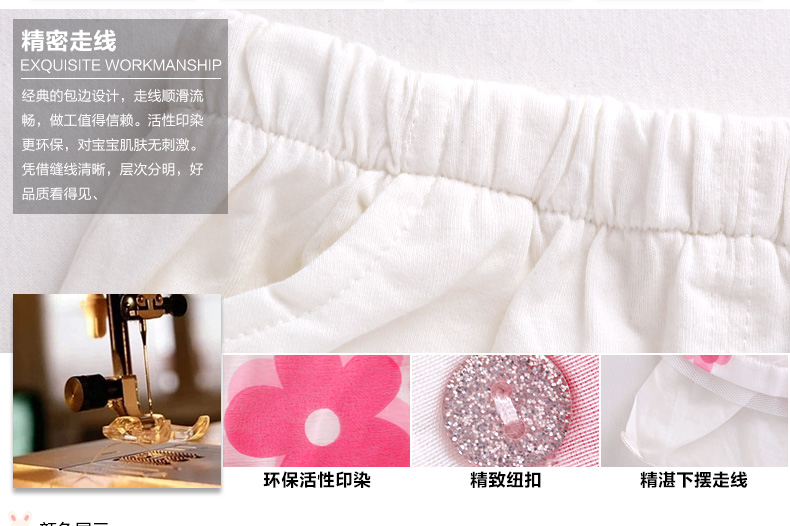 精密走线
EXQUISITE WORKMANSHIP
经典的包边设计，走线顺滑流
畅，做工值得信赖。活性印染
更环保，对宝宝肌肤无刺激。
凭借缝线清晰，层次分明，好
品质看得见、
环保活性印染
精致纽扣
精湛下摆走线